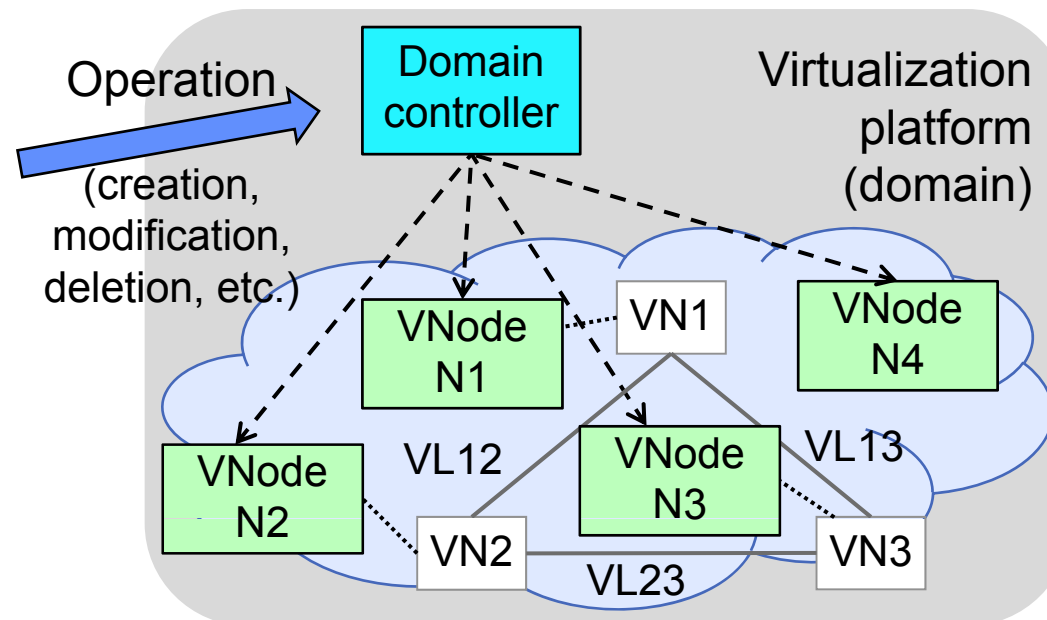 Operation
(creation,
modification,
deletion, etc.)
Domain
controller
Virtualization
platform
(domain)
VNode
N1
VN1
VNode
N4
VNode
N2
VL12
VNode
N3
VL13
VN2
VL23
VN3